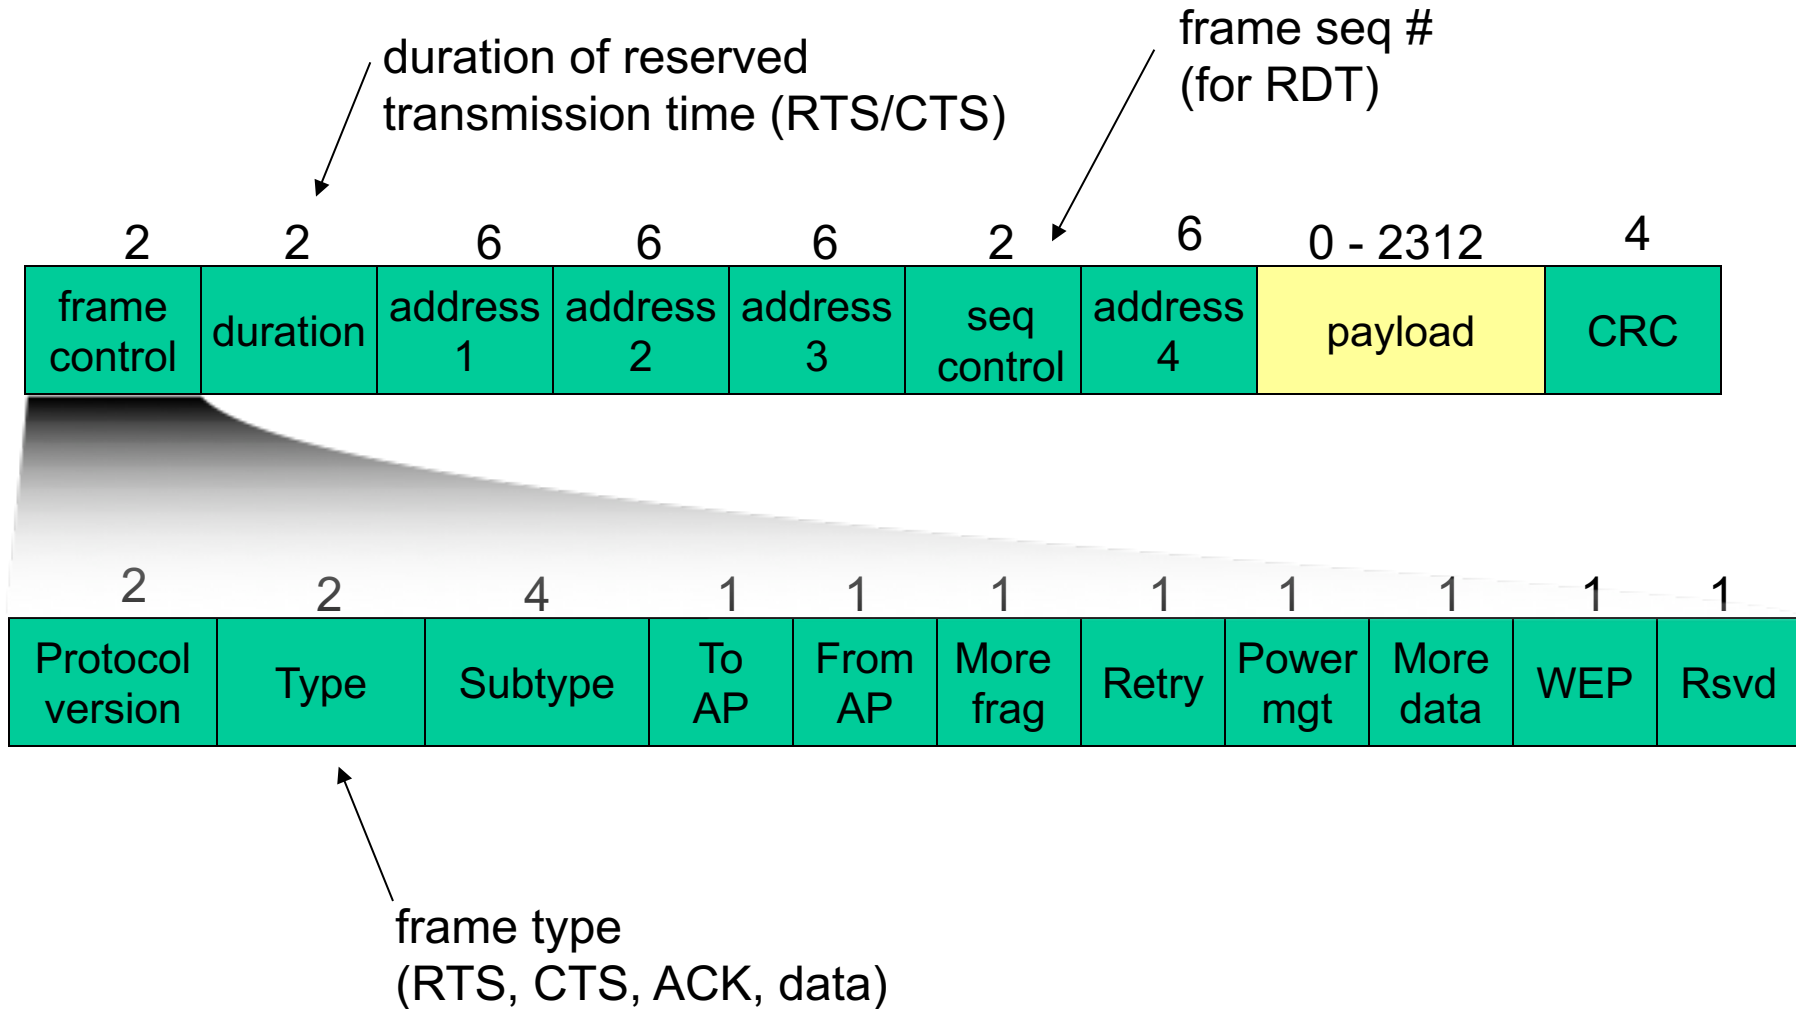 duration of reserved
transmission time (RTS/CTS)
frame seq #
(for RDT)
2 2 6 6 6 2 6 0 - 2312 4
frame
control
duration
address
1
address
2
address
3
seq
control
address
4
payload
CRC
2 2 4 1 1 1 1 1 1 1 1
Protocol
version
Type
Subtype
To
AP
From
AP
More
frag
Retry
Power
mgt
More
data
WEP
Rsvd
frame type
(RTS, CTS, ACK, data)